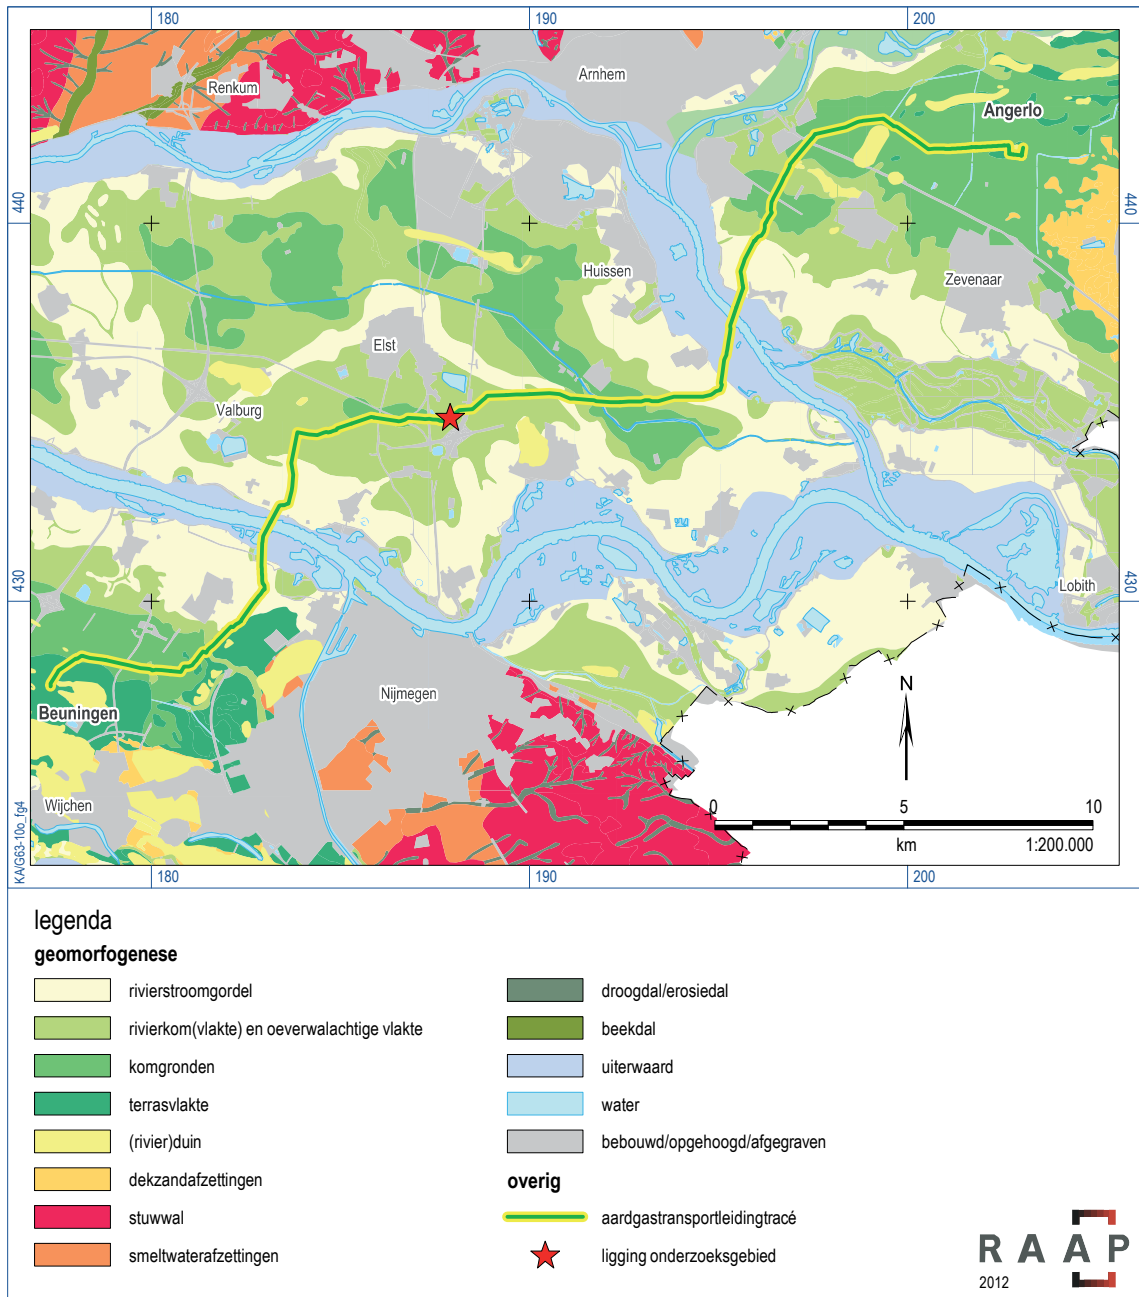 180
190
200
Arnhem
Renkum
Angerlo
440
440
Huissen
Zevenaar
Elst
Valburg
430
430
Lobith
Nijmegen
Beuningen
Wijchen
N
0
5
10
km
1:200.000
KA/G63-10o_fg4
180
190
200
legenda
geomorfogenese
rivierstroomgordel
rivierkom(vlakte) en oeverwalachtige vlakte
komgronden
terrasvlakte
(rivier)duin
dekzandafzettingen
stuwwal
smeltwaterafzettingen
droogdal/erosiedal
beekdal
uiterwaard
water
bebouwd/opgehoogd/afgegraven
overig
aardgastransportleidingtracé
ligging onderzoeksgebied
RAAP
2012